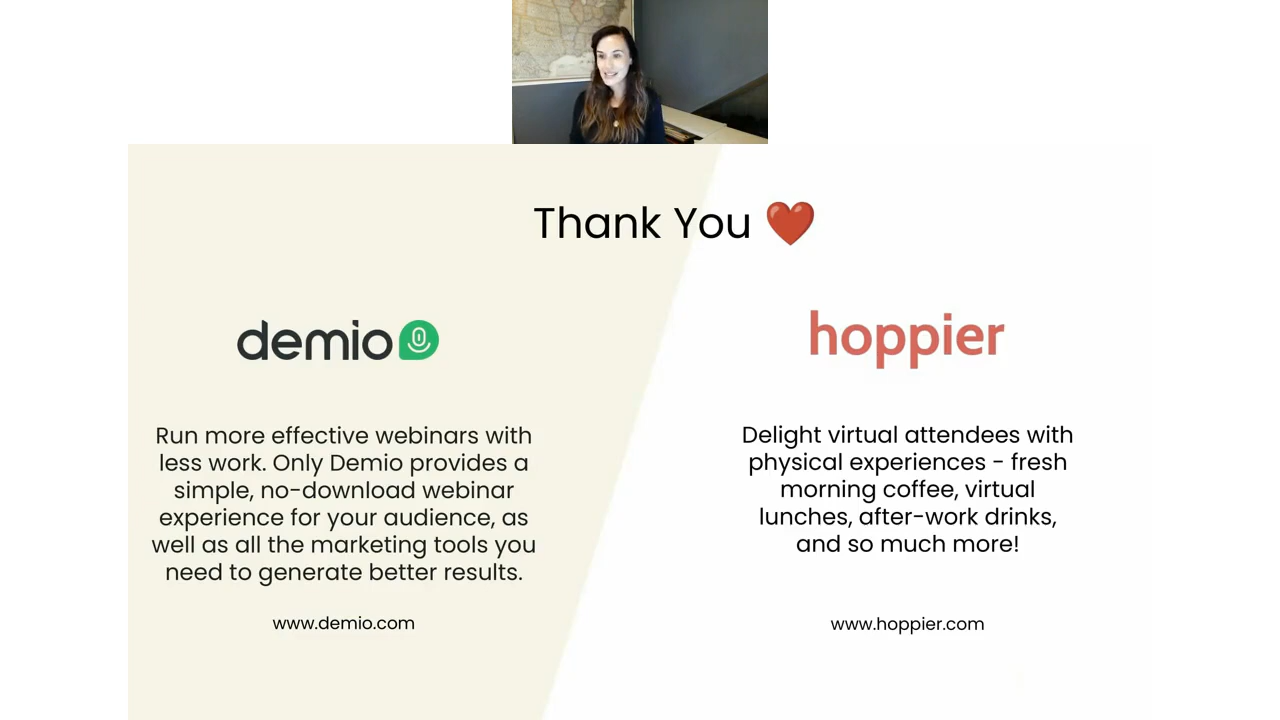 Thank You ❤️
demio
Run more effective webinars with
less work. Only Demio provides a
simple, no-download webinar
experience for your audience, as
well as all the marketing tools you
need to generate better results.
www.demio.com
hoppier
Delight virtual attendees with
physical experiences - fresh
morning coffee, virtual
lunches, after-work drinks,
and so much more!
www.hoppier.com